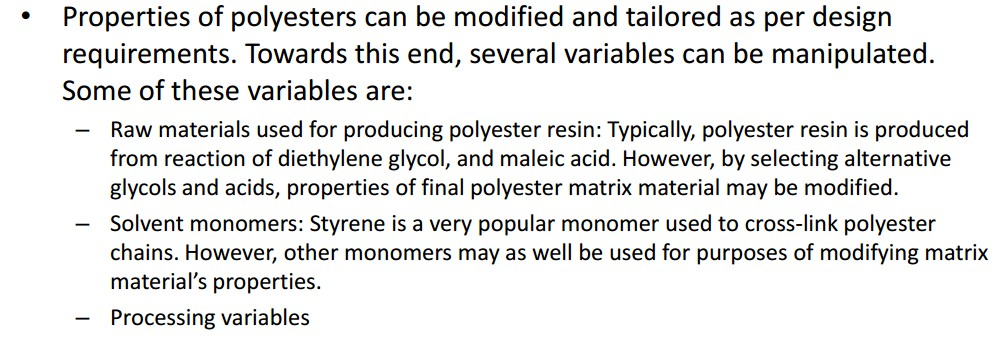 • Properties of polyesters can be modified and tailored as per design
requirements. Towards this end, several variables can be manipulated.
Some of these variables are:
– Raw materials used for producing polyester resin: Typically, polyester resin is produced
from reaction of diethylene glycol, and maleic acid. However, by selecting alternative
glycols and acids, properties of final polyester matrix material may be modified.
– Solvent monomers: Styrene is a very popular monomer used to cross-link polyester
chains. However, other monomers may as well be used for purposes of modifying matrix
material’s properties.
– Processing variables